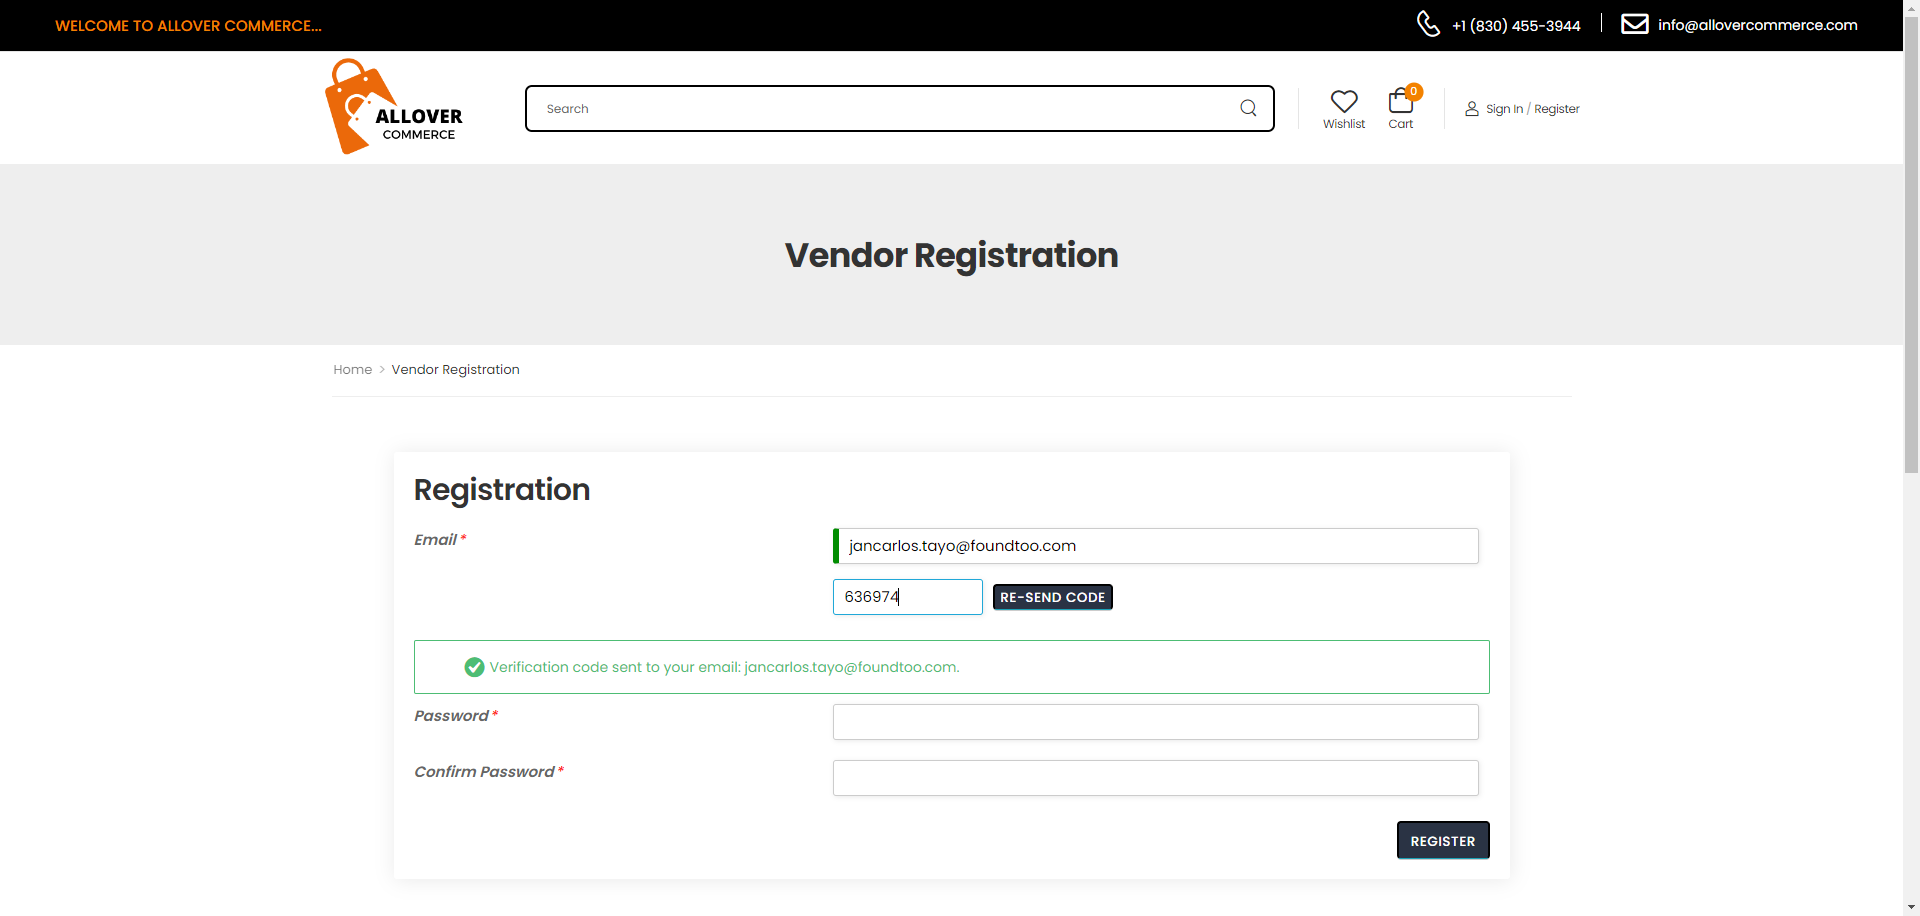 WELCOME TO ALLOVER COMMERCE...
+1 (830) 455-3944
info@allovercommerce.com
ALLOVER
COMMERCE
Search
Wishlist
0
Cart
Sign In / Register
Vendor Registration
Home > Vendor Registration
Registration
Email *
jancarlos.tayo@foundtoo.com
636974
RE-SEND CODE
Verification code sent to your email: jancarlos.tayo@foundtoo.com.
Password *
Confirm Password *
REGISTER